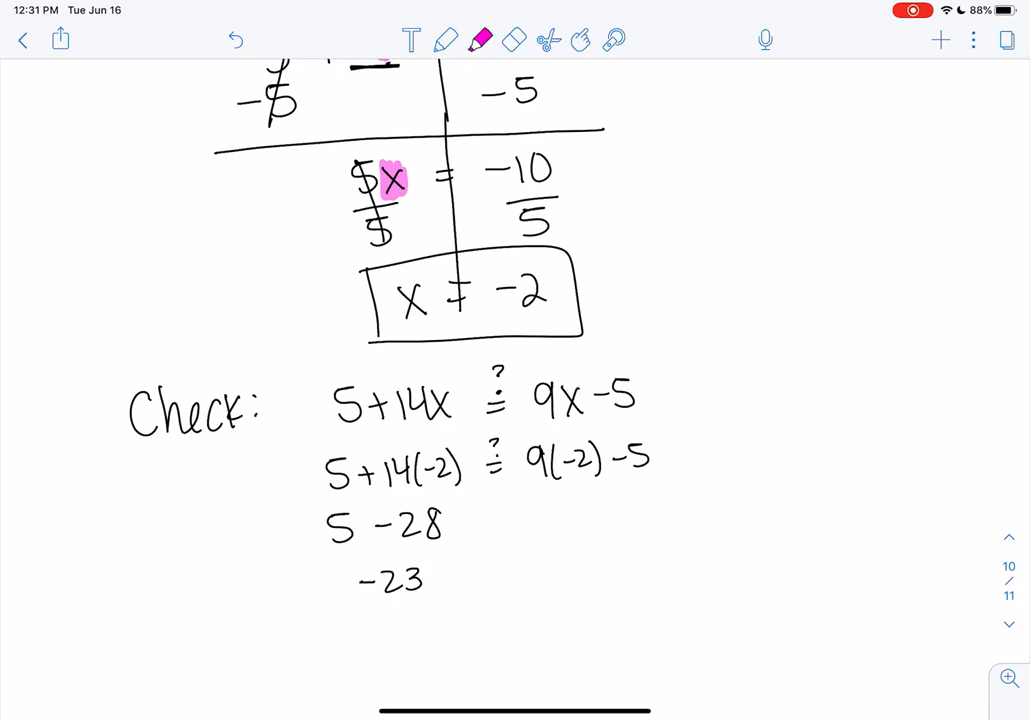 12:31 PM Tue Jun 16 88%
T
-5 -5
5x = -10
5 5
x = -2
Check: 5+14x ≟ 9x-5
5+14(-2) ≟ 9(-2)-5
5 -28
-23
10
/
11